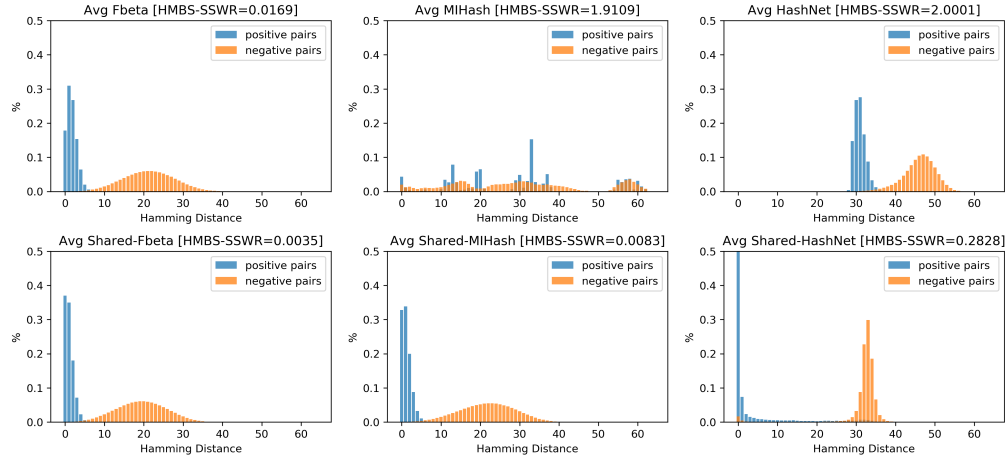 Avg Fbeta [HMBS-SSWR=0.0169]
0.5
0.4
0.3
0.2
0.1
0.0
%
positive pairs
negative pairs
0 10 20 30 40 50 60
Hamming Distance
Avg MIHash [HMBS-SSWR=1.9109]
0.5
0.4
0.3
0.2
0.1
0.0
%
positive pairs
negative pairs
0 10 20 30 40 50 60
Hamming Distance
Avg HashNet [HMBS-SSWR=2.0001]
0.5
0.4
0.3
0.2
0.1
0.0
%
positive pairs
negative pairs
0 10 20 30 40 50 60
Hamming Distance
Avg Shared-Fbeta [HMBS-SSWR=0.0035]
0.5
0.4
0.3
0.2
0.1
0.0
%
positive pairs
negative pairs
0 10 20 30 40 50 60
Hamming Distance
Avg Shared-MIHash [HMBS-SSWR=0.0083]
0.5
0.4
0.3
0.2
0.1
0.0
%
positive pairs
negative pairs
0 10 20 30 40 50 60
Hamming Distance
Avg Shared-HashNet [HMBS-SSWR=0.2828]
0.5
0.4
0.3
0.2
0.1
0.0
%
positive pairs
negative pairs
0 10 20 30 40 50 60
Hamming Distance